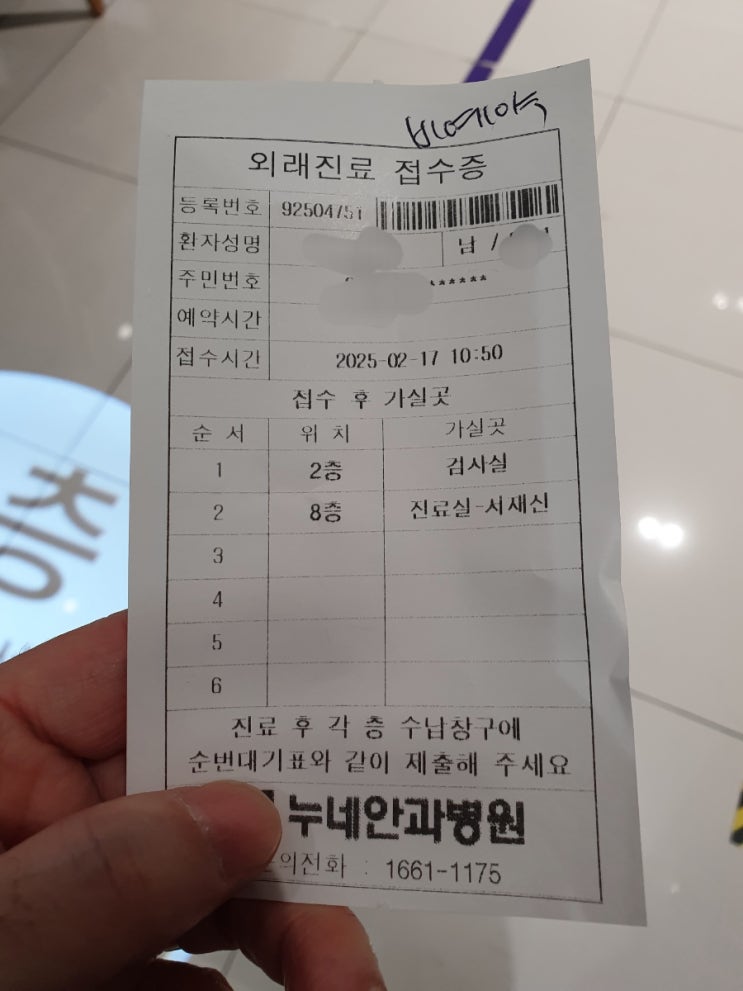 비예약
외래진료 접수증
등록번호 92504751
환자성명 남 /
주민번호 ******
예약시간
접수시간 2025-02-17 10:50
접수 후 가실곳
순 서 위 치 가실곳
1 2층 검사실
2 8층 진료실-서재신
3
4
5
6
진료 후 각 층 수납창구에
순번대기표와 같이 제출해 주세요
누네안과병원
의전화 : 1661-1175
층